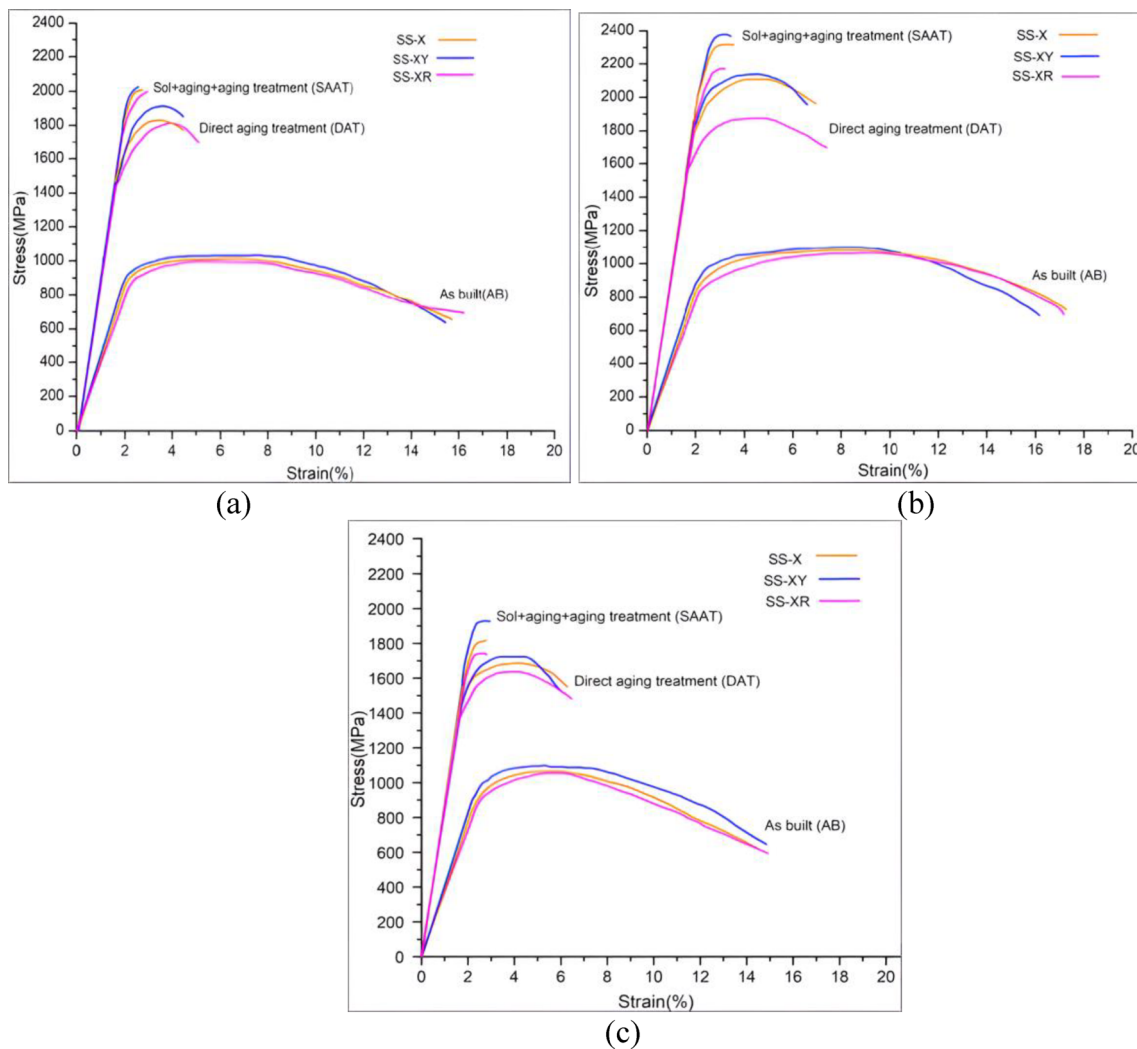 2400
2200
2000
1800
1600
1400
1200
1000
800
600
400
200
0
Stress(MPa)
SS-X
SS-XY
SS-XR
Sol+aging+aging treatment (SAAT)
Direct aging treatment (DAT)
As built(AB)
0 2 4 6 8 10 12 14 16 18 20
Strain(%)
(a)
2400
2200
2000
1800
1600
1400
1200
1000
800
600
400
200
0
Stress(MPa)
SS-X
Sol+aging+aging treatment (SAAT)
SS-XY
SS-XR
Direct aging treatment (DAT)
As built (AB)
0 2 4 6 8 10 12 14 16 18 20
Strain(%)
(b)
2400
2200
2000
1800
1600
1400
1200
1000
800
600
400
200
0
Stress(MPa)
SS-X
SS-XY
SS-XR
Sol+aging+aging treatment (SAAT)
Direct aging treatment (DAT)
As built (AB)
0 2 4 6 8 10 12 14 16 18 20
Strain(%)
(c)